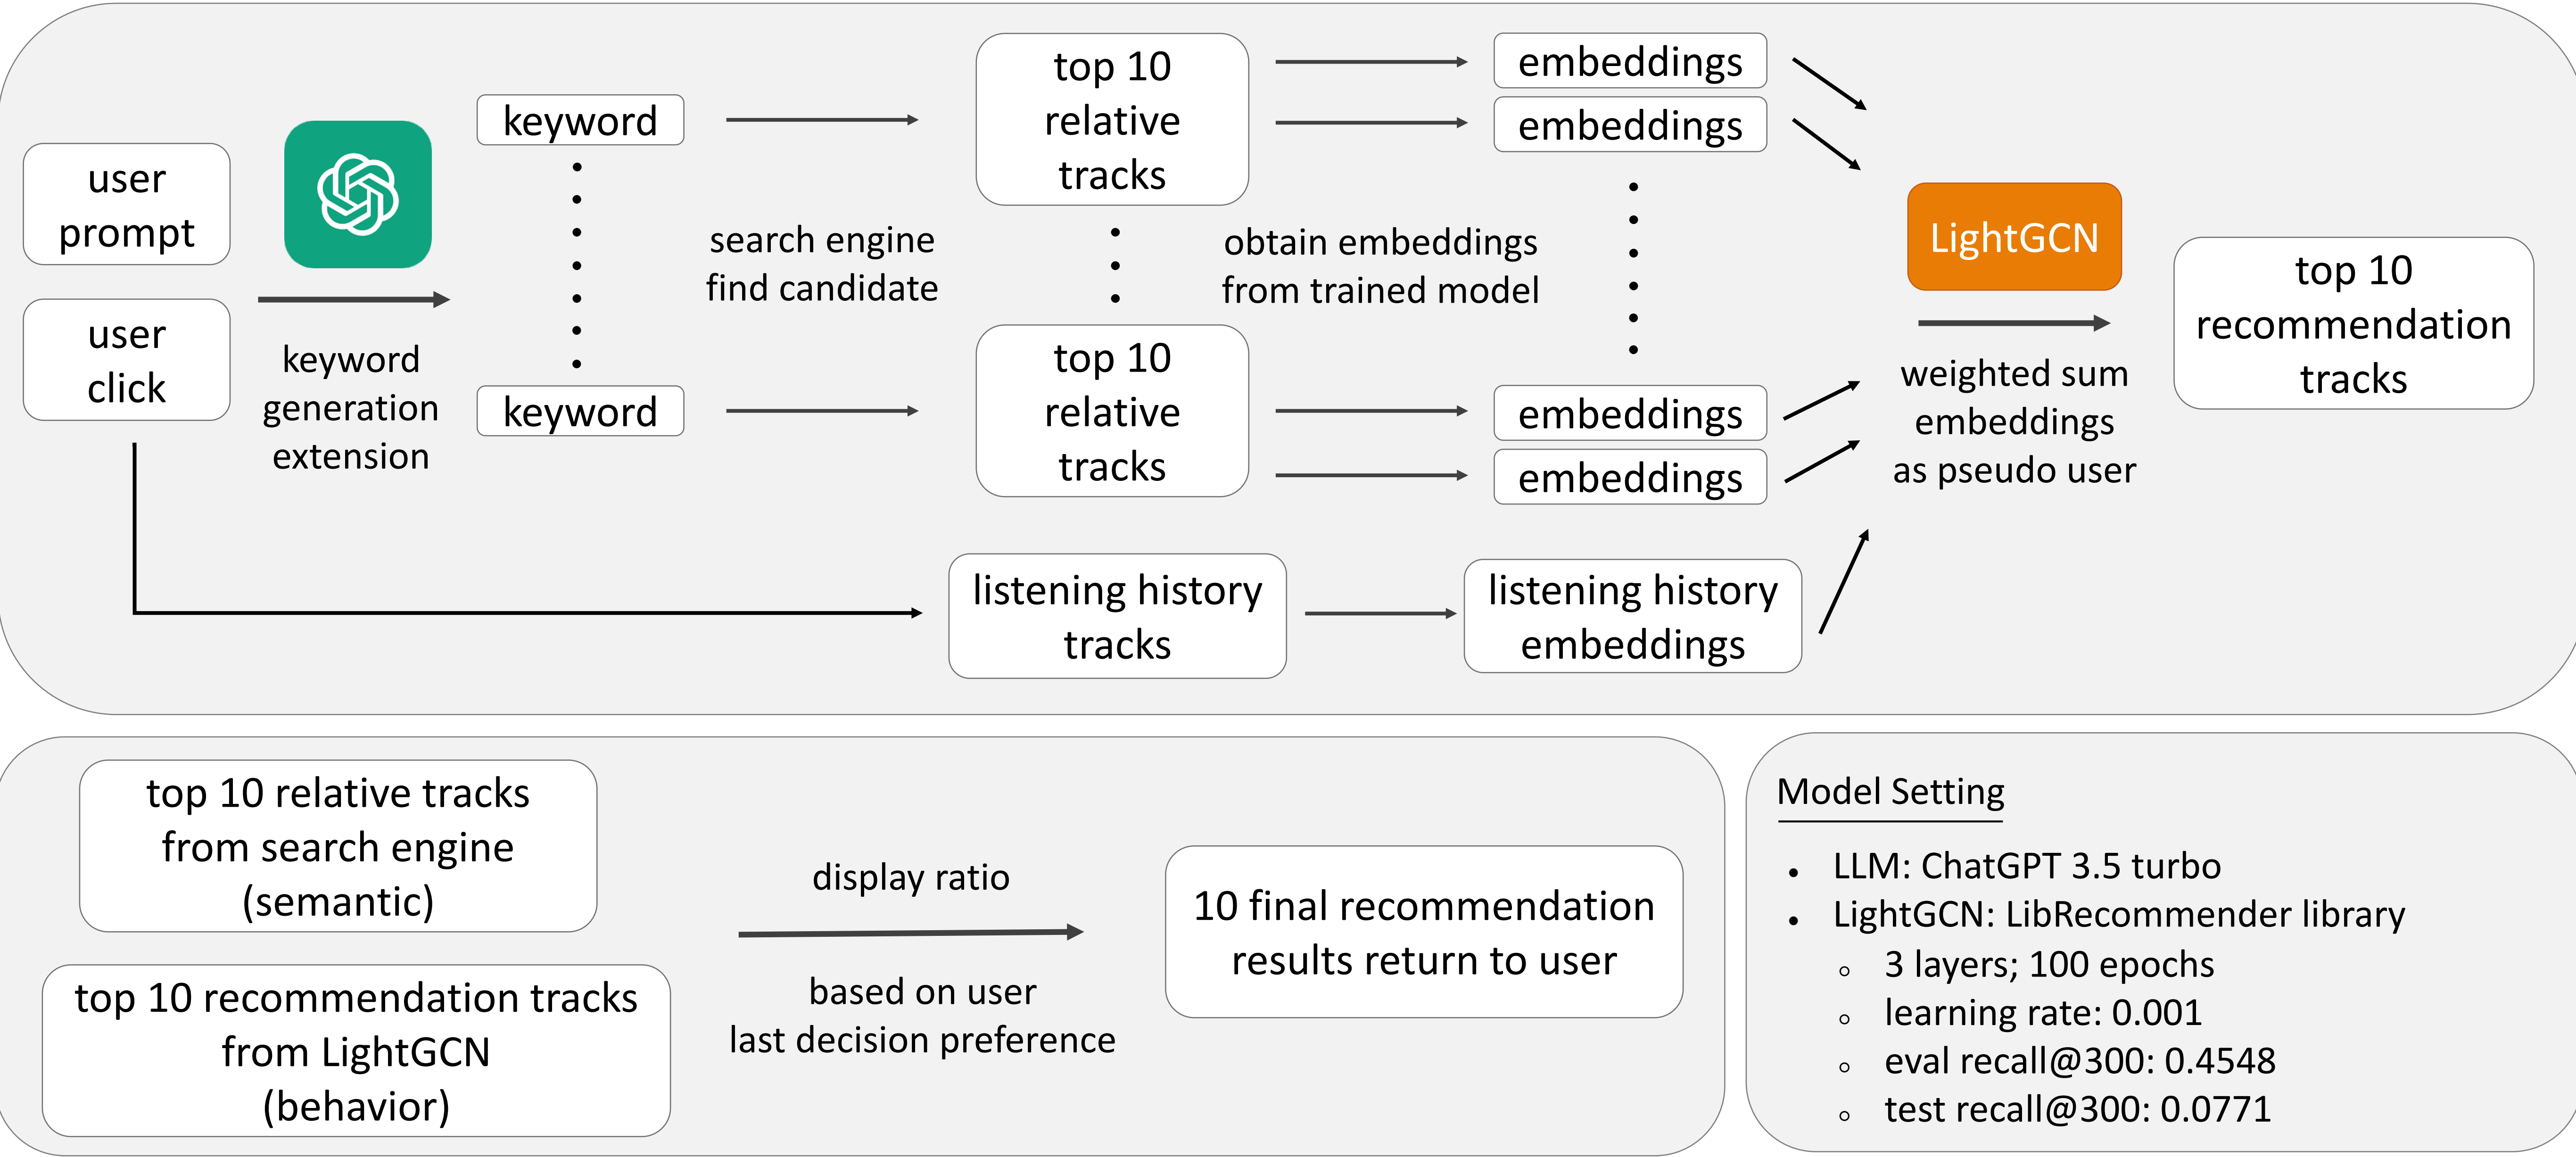 user
prompt
user
click
keyword
generation
extension
keyword
keyword
search engine
find candidate
top 10
relative
tracks
top 10
relative
tracks
obtain embeddings
from trained model
embeddings
embeddings
embeddings
embeddings
listening history
tracks
listening history
embeddings
LightGCN
weighted sum
embeddings
as pseudo user
top 10
recommendation
tracks
top 10 relative tracks
from search engine
(semantic)
top 10 recommendation tracks
from LightGCN
(behavior)
display ratio
based on user
last decision preference
10 final recommendation
results return to user
Model Setting
• LLM: ChatGPT 3.5 turbo
• LightGCN: LibRecommender library
◦ 3 layers; 100 epochs
◦ learning rate: 0.001
◦ eval recall@300: 0.4548
◦ test recall@300: 0.0771